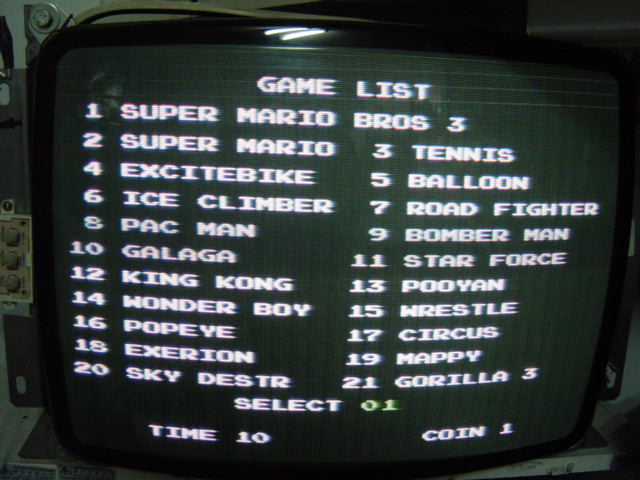 GAME LIST
1 SUPER MARIO BROS 3
2 SUPER MARIO 3 TENNIS
4 EXCITEBIKE 5 BALLOON
6 ICE CLIMBER 7 ROAD FIGHTER
8 PAC MAN 9 BOMBER MAN
10 GALAGA 11 STAR FORCE
12 KING KONG 13 POOYAN
14 WONDER BOY 15 WRESTLE
16 POPEYE 17 CIRCUS
18 EXERION 19 MAPPY
20 SKY DESTR 21 GORILLA 3
SELECT 01
TIME 10 COIN 1